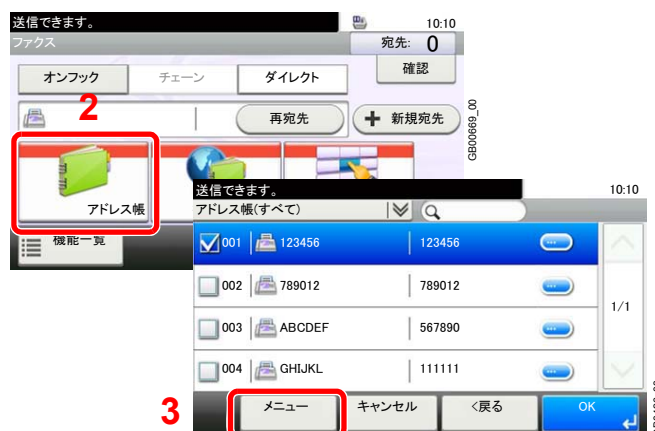 送信できます。 10:10
ファクス 宛先: 0
オンフック チェーン ダイレクト 確認
2 再宛先 + 新規宛先
GB00669_00
アドレス帳
機能一覧
送信できます。 10:10
アドレス帳(すべて)
001 123456 123456
002 789012 789012
003 ABCDEF 567890
004 GHIJKL 111111
1/1
3 メニュー キャンセル <戻る OK